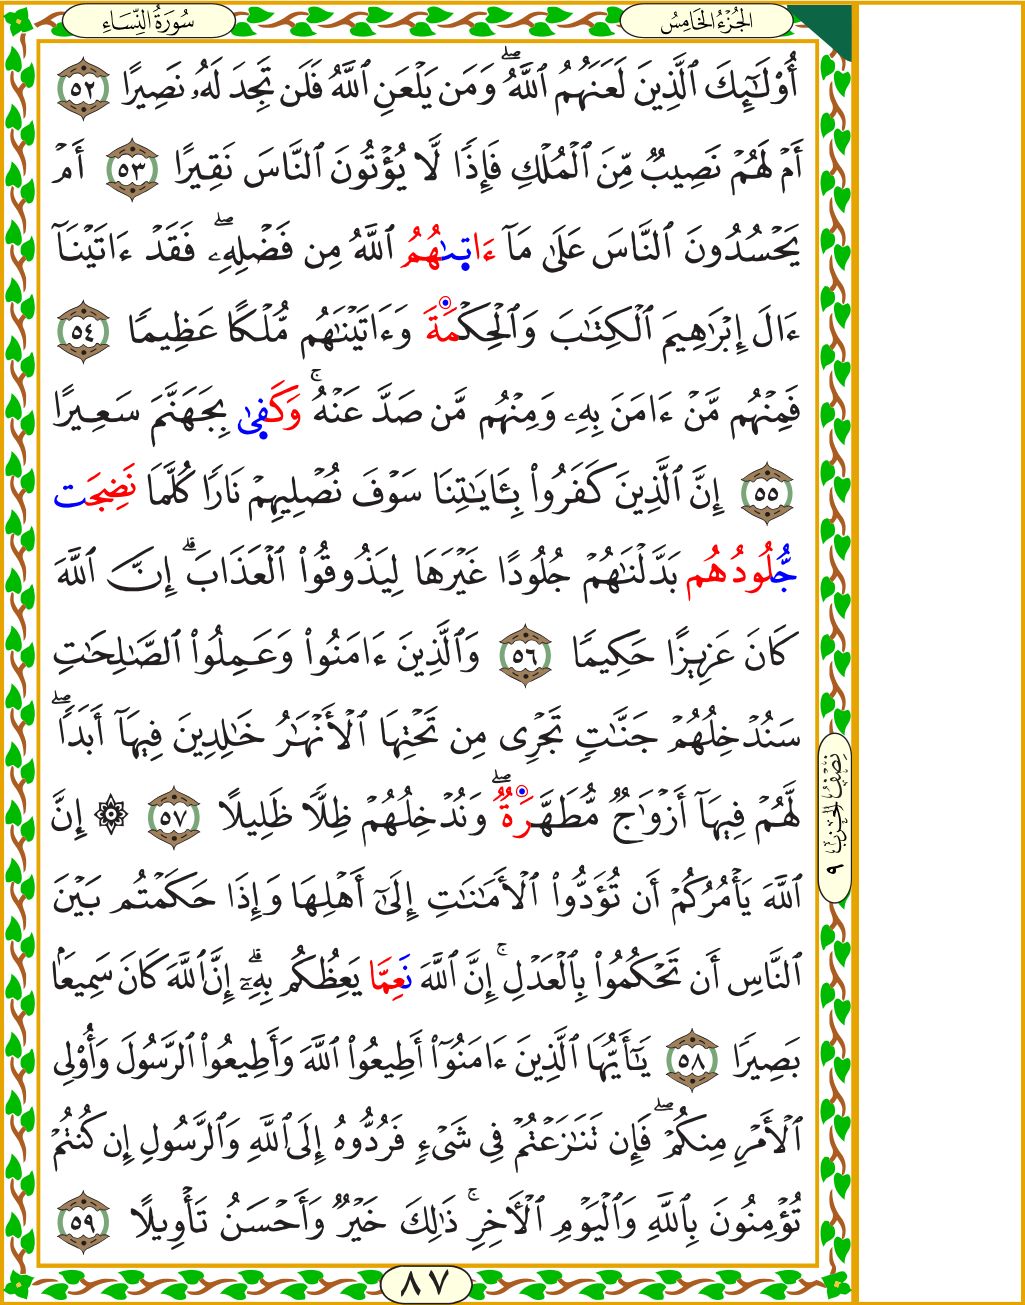 سُورَةُ النِّسَاءِ
الجُزْءُ الخَامِسُ
أُوْلَٰٓئِكَ ٱلَّذِينَ لَعَنَهُمُ ٱللَّهُۖ وَمَن يَلْعَنِ ٱللَّهُ فَلَن تَجِدَ لَهُۥ نَصِيرًا ٥٢
أَمْ لَهُمْ نَصِيبٌ مِّنَ ٱلْمُلْكِ فَإِذًا لَّا يُؤْتُونَ ٱلنَّاسَ نَقِيرًا ٥٣ أَمْ
يَحْسُدُونَ ٱلنَّاسَ عَلَىٰ مَآ ءَاتِىٰهُمُ ٱللَّهُ مِن فَضْلِهِۦۖ فَقَدْ ءَاتَيْنَآ
ءَالَ إِبْرَٰهِيمَ ٱلْكِتَٰبَ وَٱلْحِكْمَةَ وَءَاتَيْنَٰهُم مُّلْكًا عَظِيمًا ٥٤
فَمِنْهُم مَّنْ ءَامَنَ بِهِۦ وَمِنْهُم مَّن صَدَّ عَنْهُۚ وَكَفِىٰ بِجَهَنَّمَ سَعِيرًا
٥٥ إِنَّ ٱلَّذِينَ كَفَرُوا۟ بِـَٔايَٰتِنَا سَوْفَ نُصْلِيهِمْ نَارًا كُلَّمَا نَضِجَت
جُّلُودُهُم بَدَّلْنَٰهُمْ جُلُودًا غَيْرَهَا لِيَذُوقُوا۟ ٱلْعَذَابَۗ إِنَّ ٱللَّهَ
كَانَ عَزِيزًا حَكِيمًا ٥٦ وَٱلَّذِينَ ءَامَنُوا۟ وَعَمِلُوا۟ ٱلصَّٰلِحَٰتِ
سَنُدْخِلُهُمْ جَنَّٰتٍ تَجْرِى مِن تَحْتِهَا ٱلْأَنْهَٰرُ خَٰلِدِينَ فِيهَآ أَبَدًاۖ
لَّهُمْ فِيهَآ أَزْوَٰجٌ مُّطَهَّرَةٌۖ وَنُدْخِلُهُمْ ظِلًّا ظَلِيلًا ٥٧ ۞ إِنَّ
ٱللَّهَ يَأْمُرُكُمْ أَن تُؤَدُّوا۟ ٱلْأَمَٰنَٰتِ إِلَىٰٓ أَهْلِهَا وَإِذَا حَكَمْتُم بَيْنَ
ٱلنَّاسِ أَن تَحْكُمُوا۟ بِٱلْعَدْلِۚ إِنَّ ٱللَّهَ نَعِمَّا يَعِظُكُم بِهِۦٓۗ إِنَّ ٱللَّهَ كَانَ سَمِيعًۢا
بَصِيرًا ٥٨ يَٰٓأَيُّهَا ٱلَّذِينَ ءَامَنُوٓا۟ أَطِيعُوا۟ ٱللَّهَ وَأَطِيعُوا۟ ٱلرَّسُولَ وَأُوْلِى
ٱلْأَمْرِ مِنكُمْۖ فَإِن تَنَٰزَعْتُمْ فِى شَىْءٍ فَرُدُّوهُ إِلَى ٱللَّهِ وَٱلرَّسُولِ إِن كُنتُمْ
تُؤْمِنُونَ بِٱللَّهِ وَٱلْيَوْمِ ٱلْـَٔاخِرِۚ ذَٰلِكَ خَيْرٌ وَأَحْسَنُ تَأْوِيلًا ٥٩
نِصْفُ الحِزْبِ ٩
٨٧